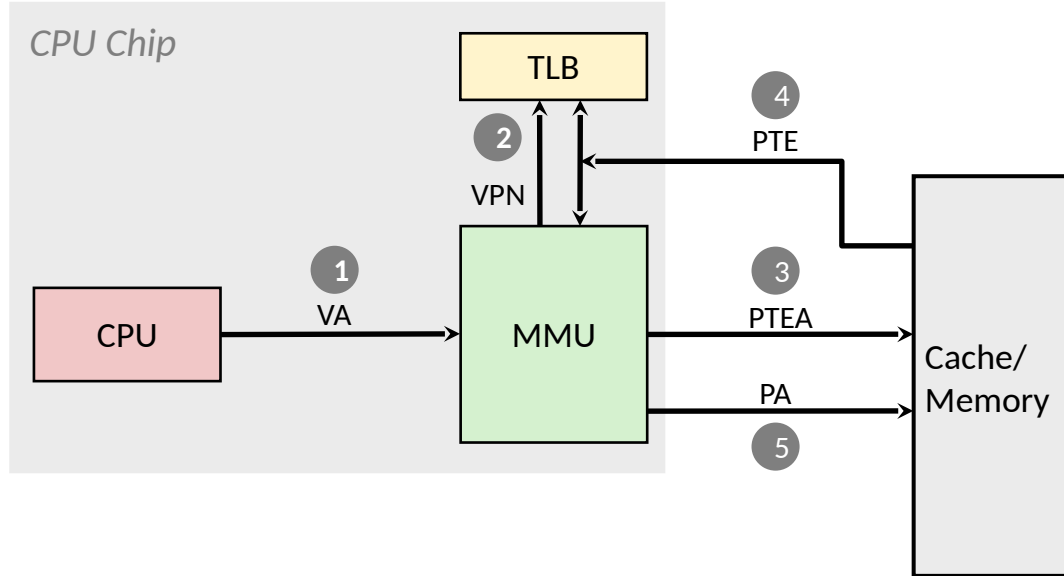 CPU Chip
TLB
4
PTE
2
VPN
1
VA
3
PTEA
CPU
MMU
Cache/
Memory
PA
5